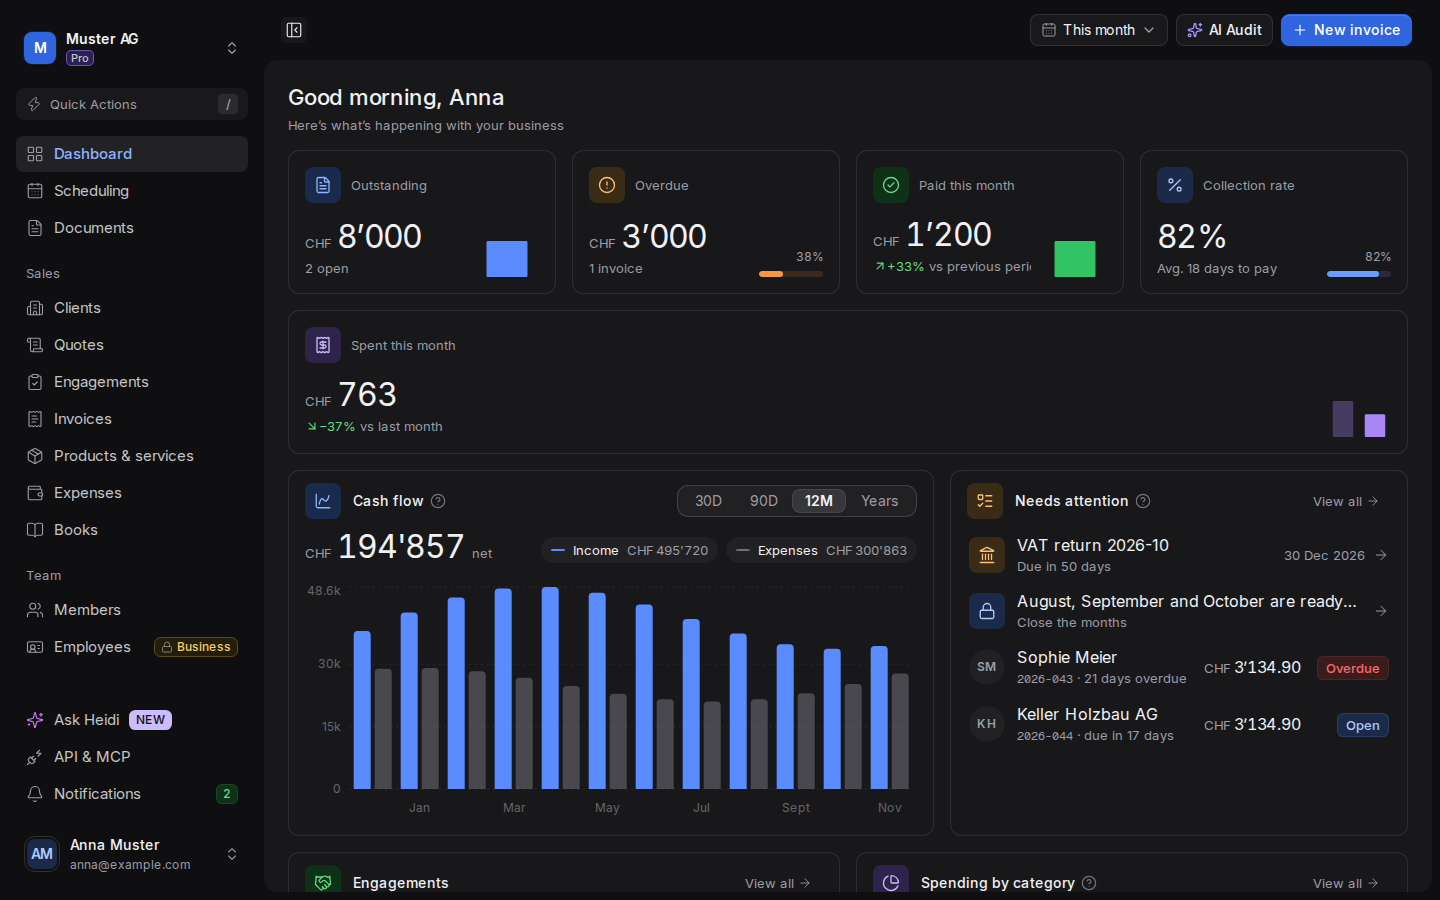 M
Muster AG
Pro
Quick Actions
/
Dashboard
Scheduling
Documents
Sales
Clients
Quotes
Engagements
Invoices
Products & services
Expenses
Books
Team
Members
Employees
Business
Ask Heidi
NEW
API & MCP
Notifications
2
AM
Anna Muster
anna@example.com
This month
AI Audit
New invoice
Good morning, Anna
Here’s what’s happening with your business
Outstanding
CHF 8’000
2 open
Overdue
CHF 3’000
1 invoice
38%
Paid this month
CHF 1’200
+33% vs previous
Collection rate
82%
Avg. 18 days to pay
82%
Spent this month
CHF 763
−37% vs last month
Cash flow
30D
90D
12M
Years
CHF 194'857 net
Income CHF 495'720
Expenses CHF 300'863
48.6k
30k
15k
0
Jan
Mar
May
Jul
Sept
Nov
Needs attention
View all
VAT return 2026-10
Due in 50 days
30 Dec 2026
August, September and October are ready…
Close the months
SM
Sophie Meier
2026-043 · 21 days overdue
CHF 3’134.90
Overdue
KH
Keller Holzbau AG
2026-044 · due in 17 days
CHF 3’134.90
Open
Engagements
View all
Spending by category
View all